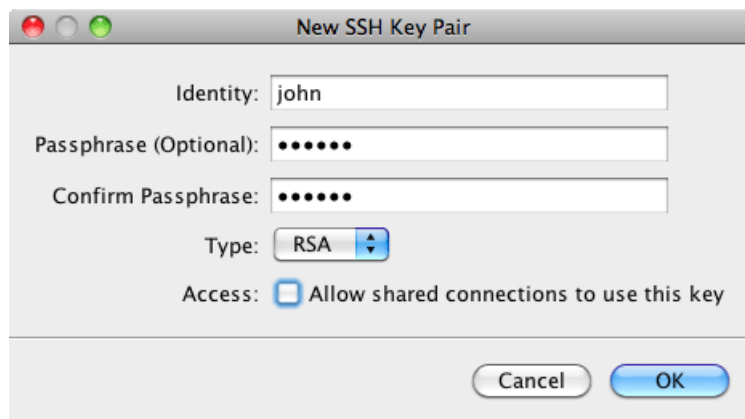 New SSH Key Pair
Identity: john
Passphrase (Optional): ••••••
Confirm Passphrase: ••••••
Type: RSA
Access: Allow shared connections to use this key
Cancel OK